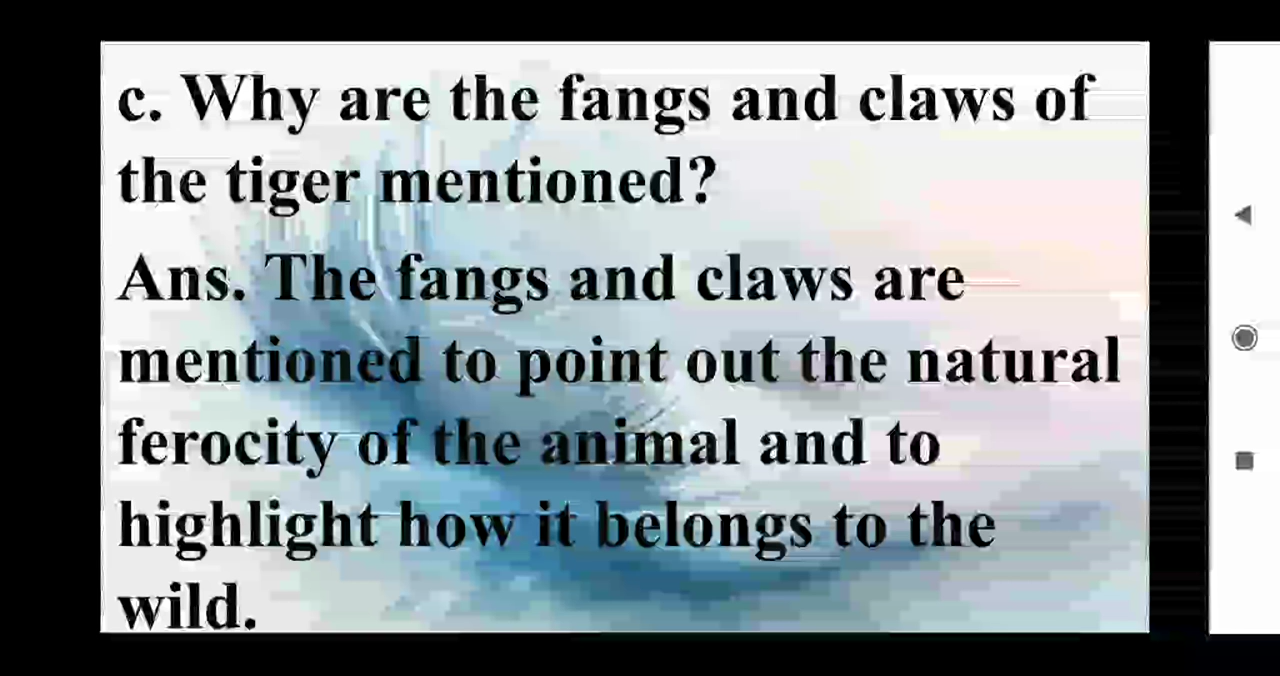 c. Why are the fangs and claws of
the tiger mentioned?
Ans. The fangs and claws are
mentioned to point out the natural
ferocity of the animal and to
highlight how it belongs to the
wild.